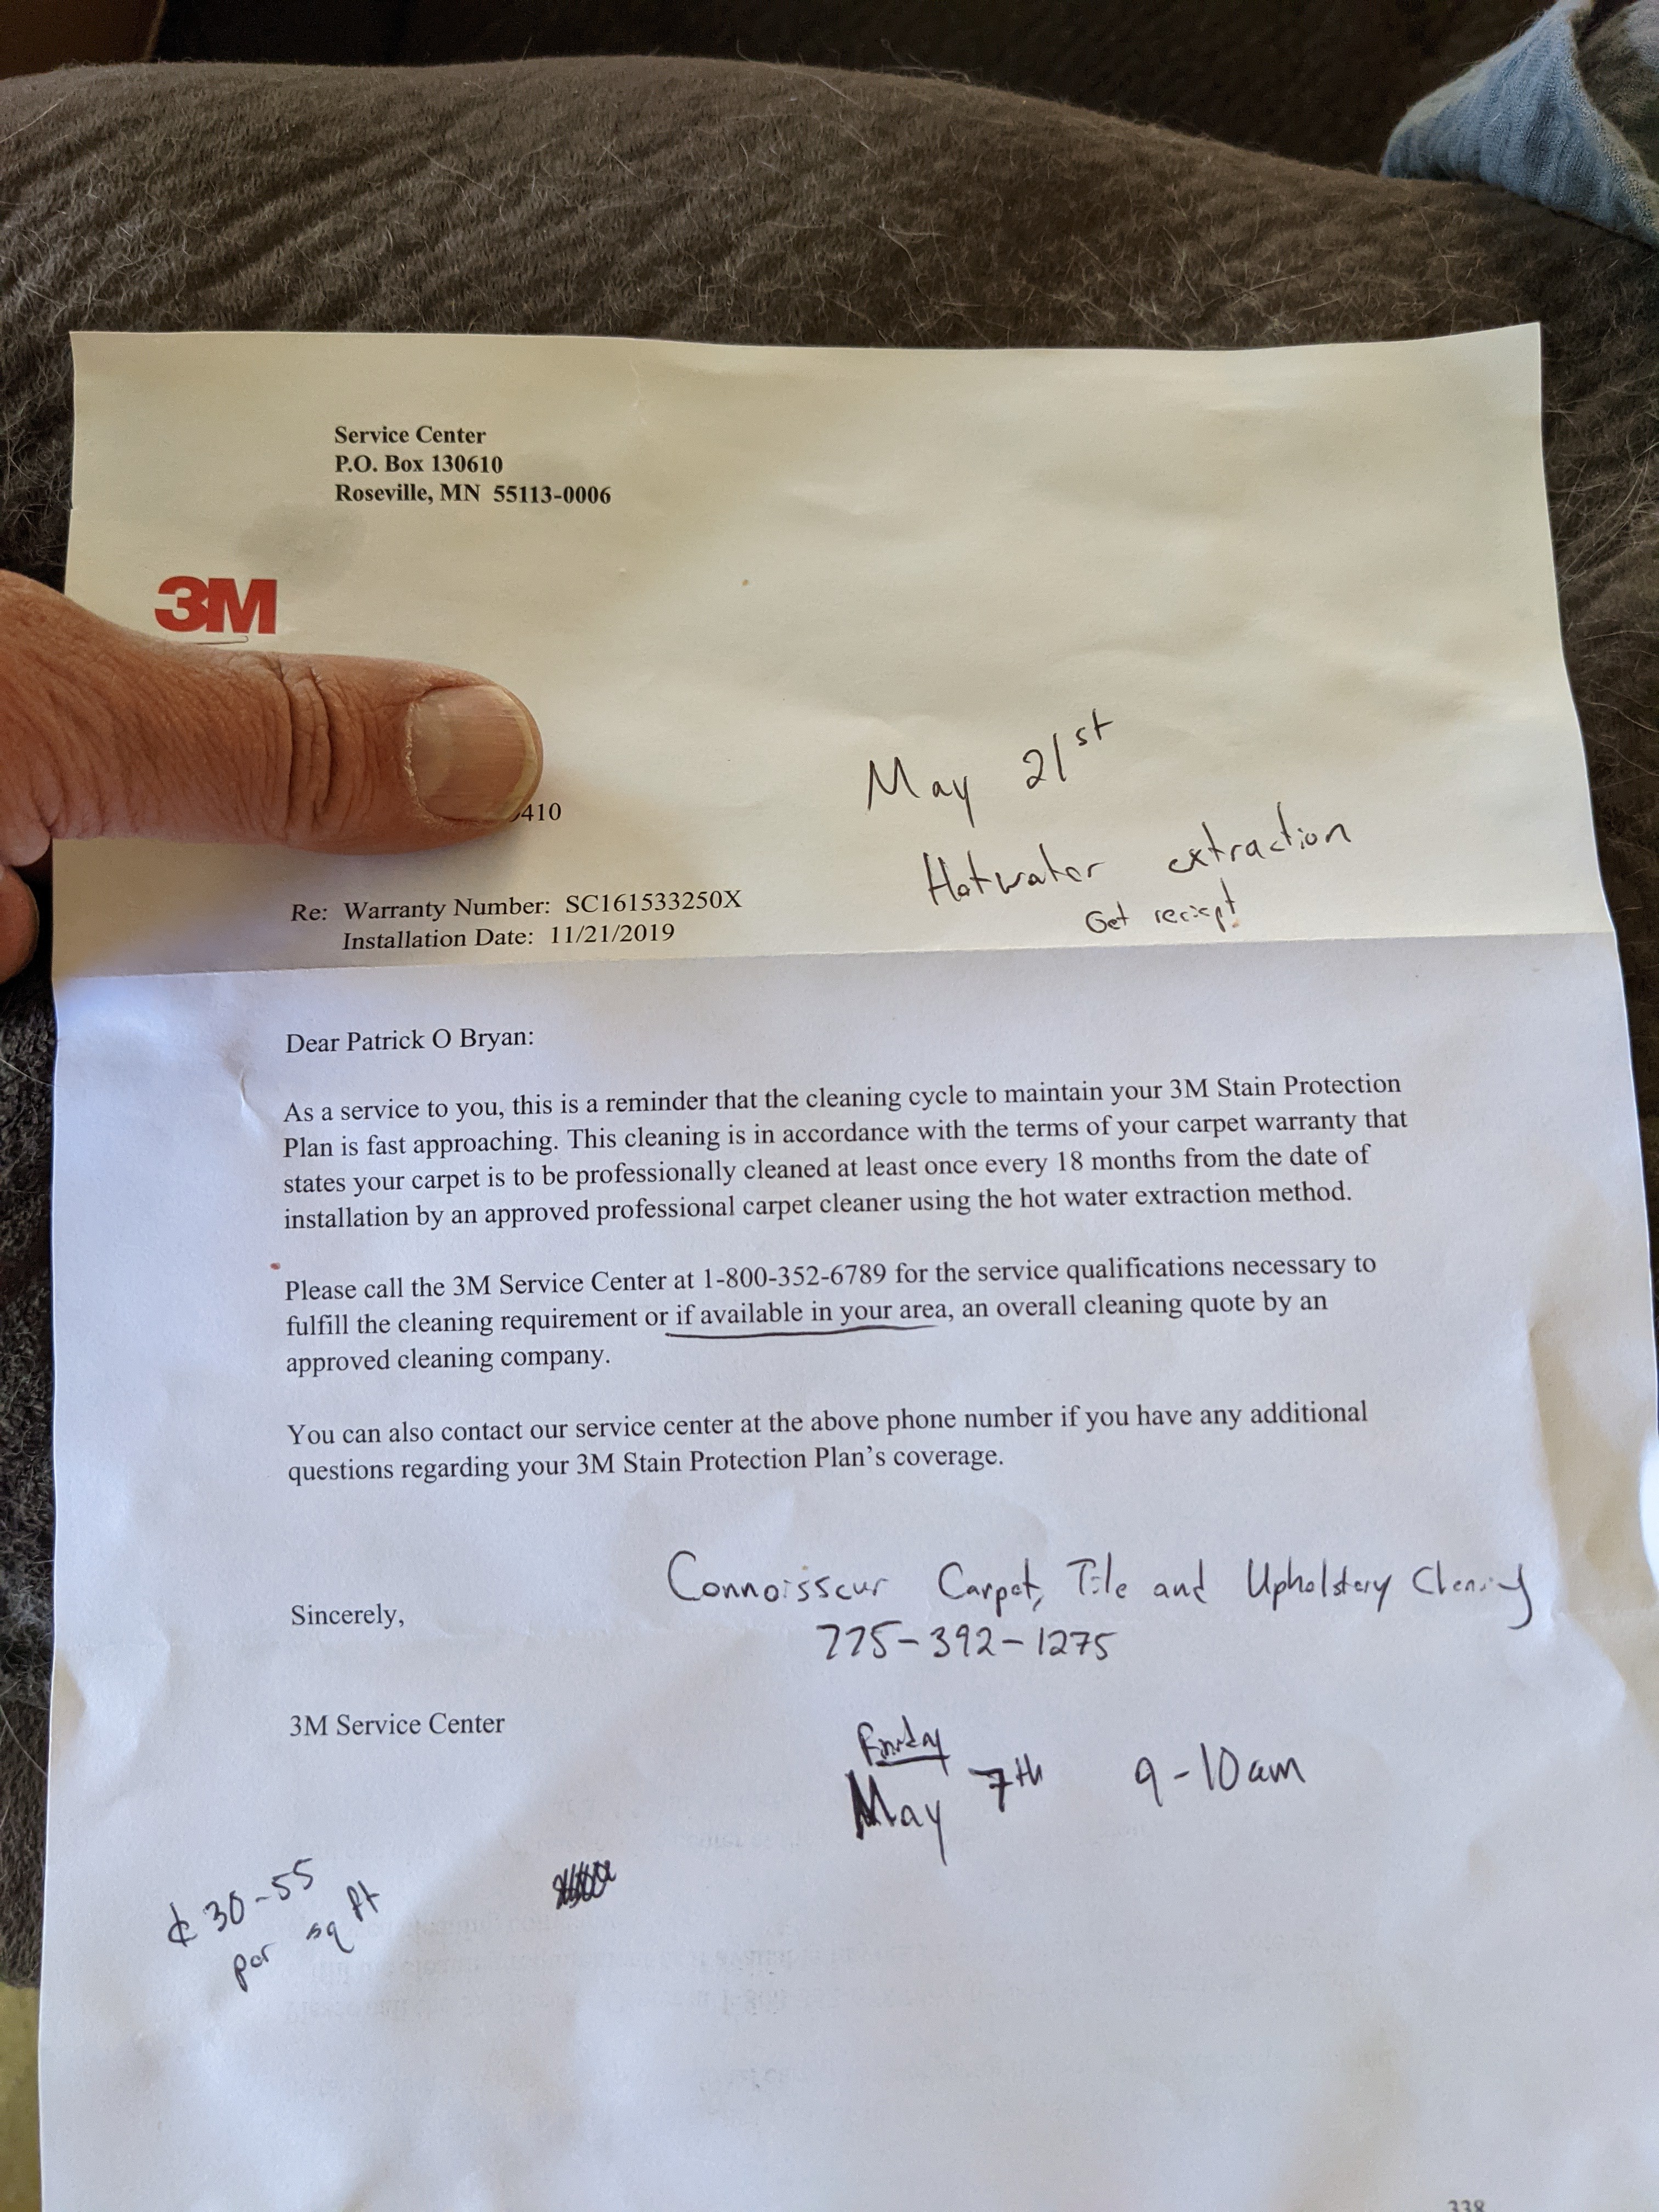 Service Center
P.O. Box 130610
Roseville, MN 55113-0006
3M
410
May 21st
Hotwater extraction
Get reciept!
Re: Warranty Number: SC161533250X
Installation Date: 11/21/2019
Dear Patrick O Bryan:
As a service to you, this is a reminder that the cleaning cycle to maintain your 3M Stain Protection
Plan is fast approaching. This cleaning is in accordance with the terms of your carpet warranty that
states your carpet is to be professionally cleaned at least once every 18 months from the date of
installation by an approved professional carpet cleaner using the hot water extraction method.
Please call the 3M Service Center at 1-800-352-6789 for the service qualifications necessary to
fulfill the cleaning requirement or if available in your area, an overall cleaning quote by an
approved cleaning company.
You can also contact our service center at the above phone number if you have any additional
questions regarding your 3M Stain Protection Plan's coverage.
Connoisseur Carpet, Tile and Upholstery Cleaning
775-392-1275
Sincerely,
3M Service Center
Friday
May 7th 9-10am
¢ 30-55
per sq ft
338